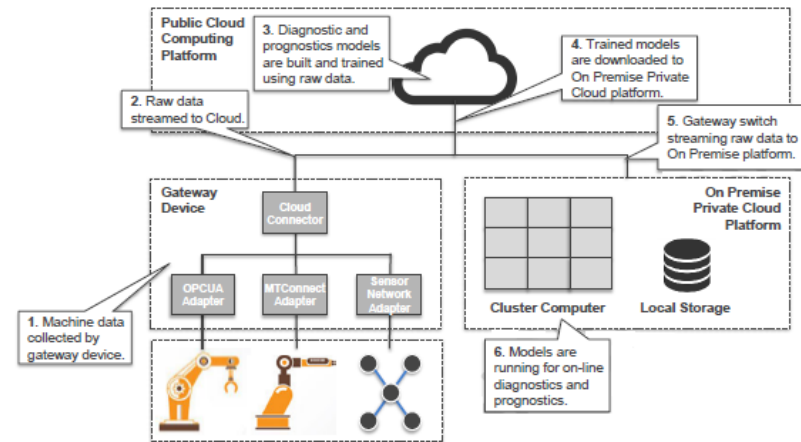 Public Cloud
Computing
Platform
3. Diagnostic and
prognostics models
are built and trained
using raw data.
4. Trained models
are downloaded to
On Premise Private
Cloud platform.
2. Raw data
streamed to Cloud.
5. Gateway switch
streaming raw data to
On Premise platform.
Gateway
Device
Cloud
Connector
On Premise
Private Cloud
Platform
OPCUA
Adapter
MTConnect
Adapter
Sensor
Network
Adapter
Cluster Computer
Local Storage
1. Machine data
collected by
gateway device.
6. Models are
running for on-line
diagnostics and
prognostics.